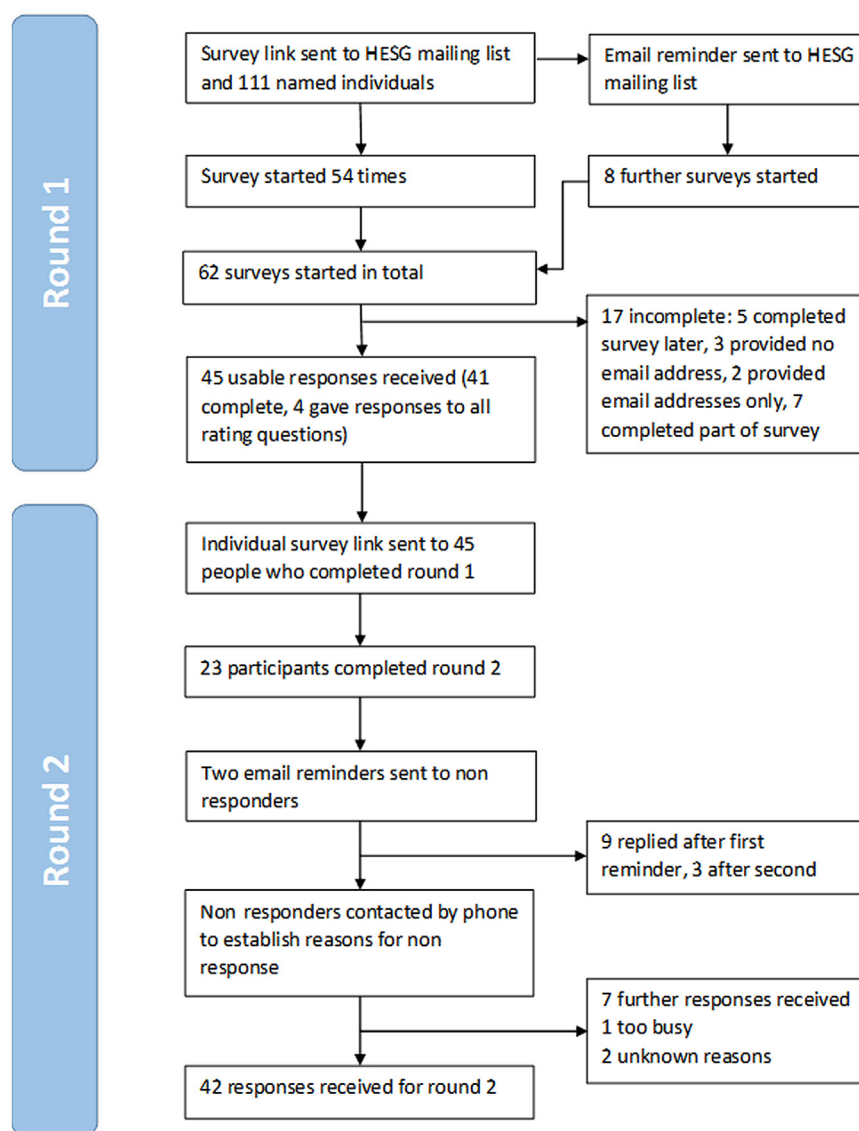 Round 1
Survey link sent to HESG mailing list
and 111 named individuals
Email reminder sent to HESG
mailing list
Survey started 54 times
8 further surveys started
62 surveys started in total
17 incomplete: 5 completed
survey later, 3 provided no
email address, 2 provided
email addresses only, 7
completed part of survey
45 usable responses received (41
complete, 4 gave responses to all
rating questions)
Round 2
Individual survey link sent to 45
people who completed round 1
23 participants completed round 2
Two email reminders sent to non
responders
9 replied after first
reminder, 3 after second
Non responders contacted by phone
to establish reasons for non
response
7 further responses received
1 too busy
2 unknown reasons
42 responses received for round 2